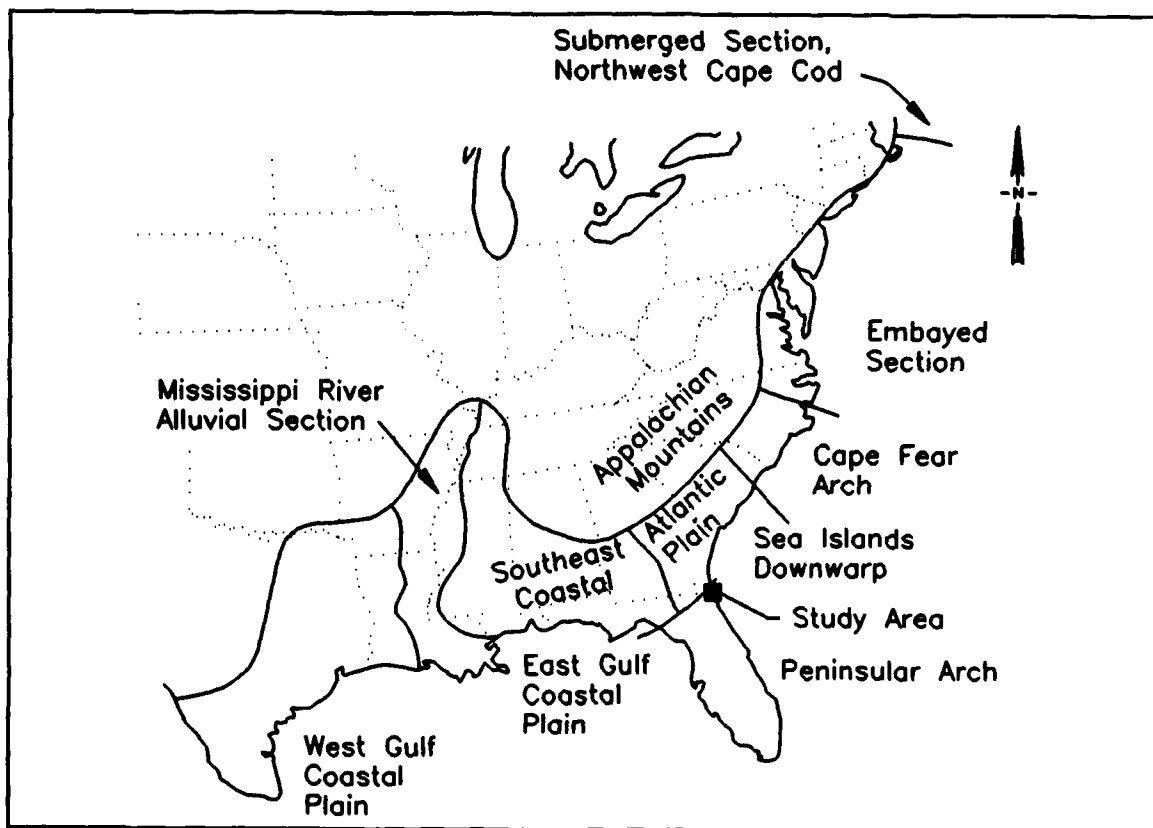 Submerged Section,
Northwest Cape Cod
-N-
Embayed
Section
Mississippi River
Alluvial Section
Appalachian
Mountains
Cape Fear
Arch
Atlantic
Plain
Sea Islands
Downwarp
Southeast
Coastal
Study Area
East Gulf
Coastal
Plain
Peninsular Arch
West Gulf
Coastal
Plain